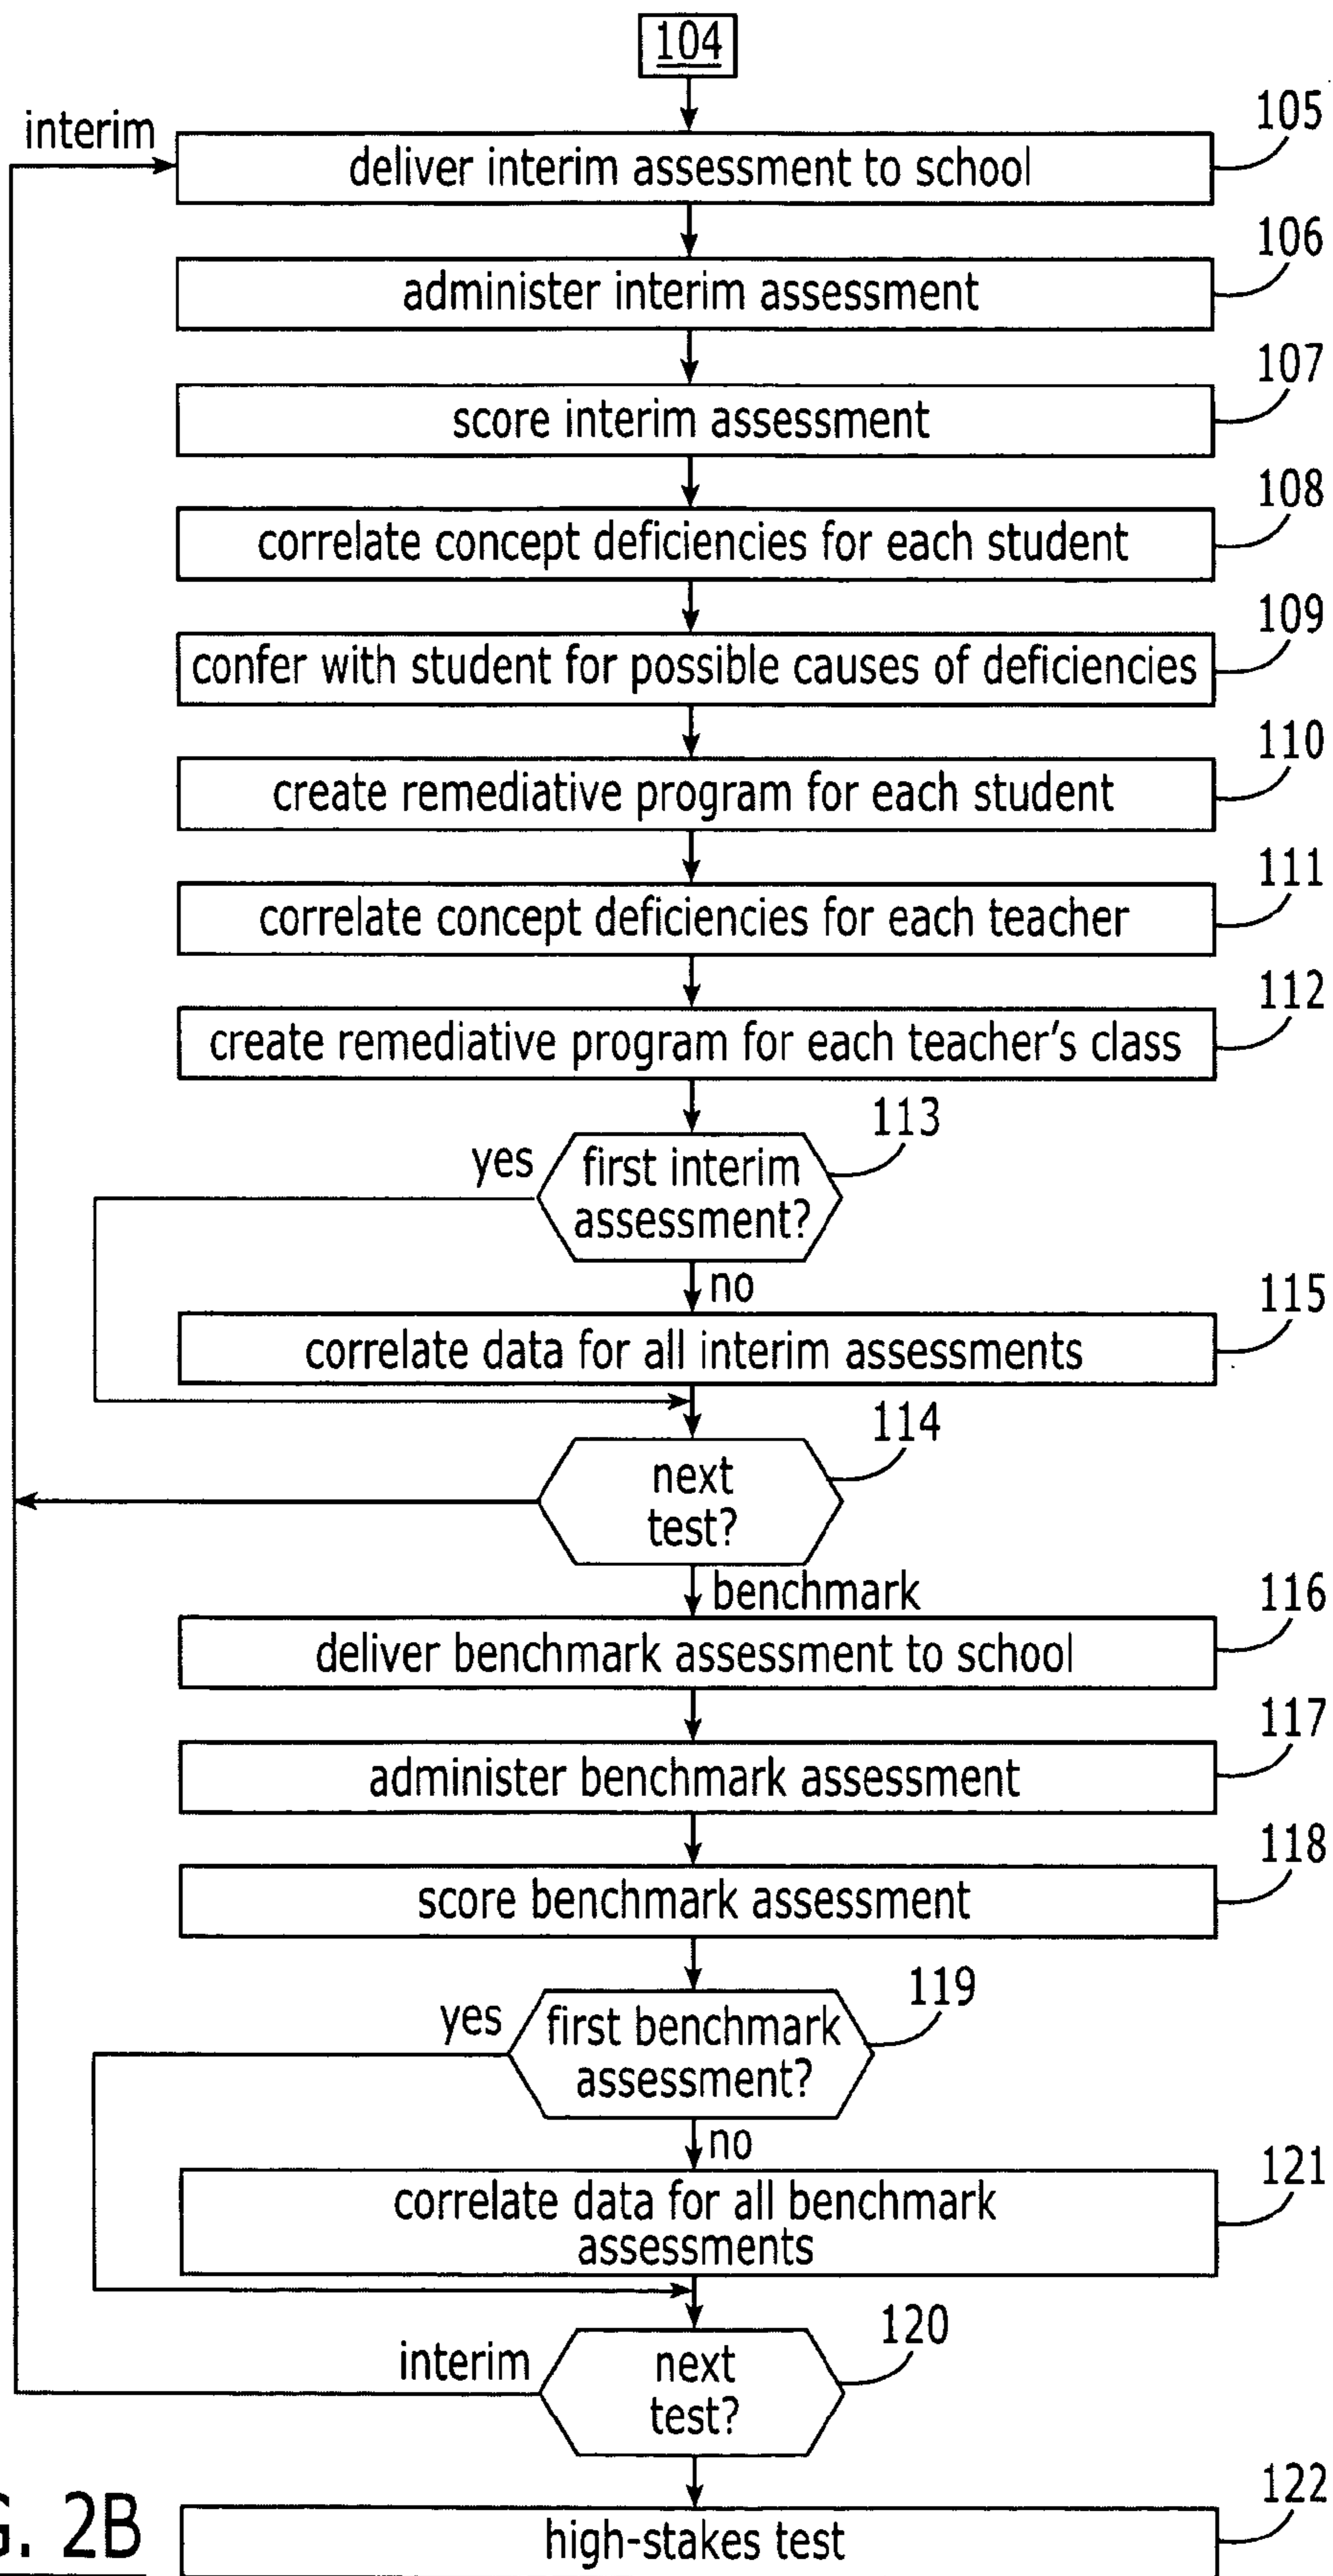 104
105
interim
deliver interim assessment to school
106
administer interim assessment
107
score interim assessment
108
correlate concept deficiencies for each student
109
confer with student for possible causes of deficiencies
110
create remediative program for each student
111
correlate concept deficiencies for each teacher
112
create remediative program for each teacher's class
113
yes
first interim
assessment?
no
115
correlate data for all interim assessments
114
next
test?
benchmark
116
deliver benchmark assessment to school
117
administer benchmark assessment
118
score benchmark assessment
119
yes
first benchmark
assessment?
no
121
correlate data for all benchmark
assessments
120
interim
next
test?
122
G. 2B
high-stakes test